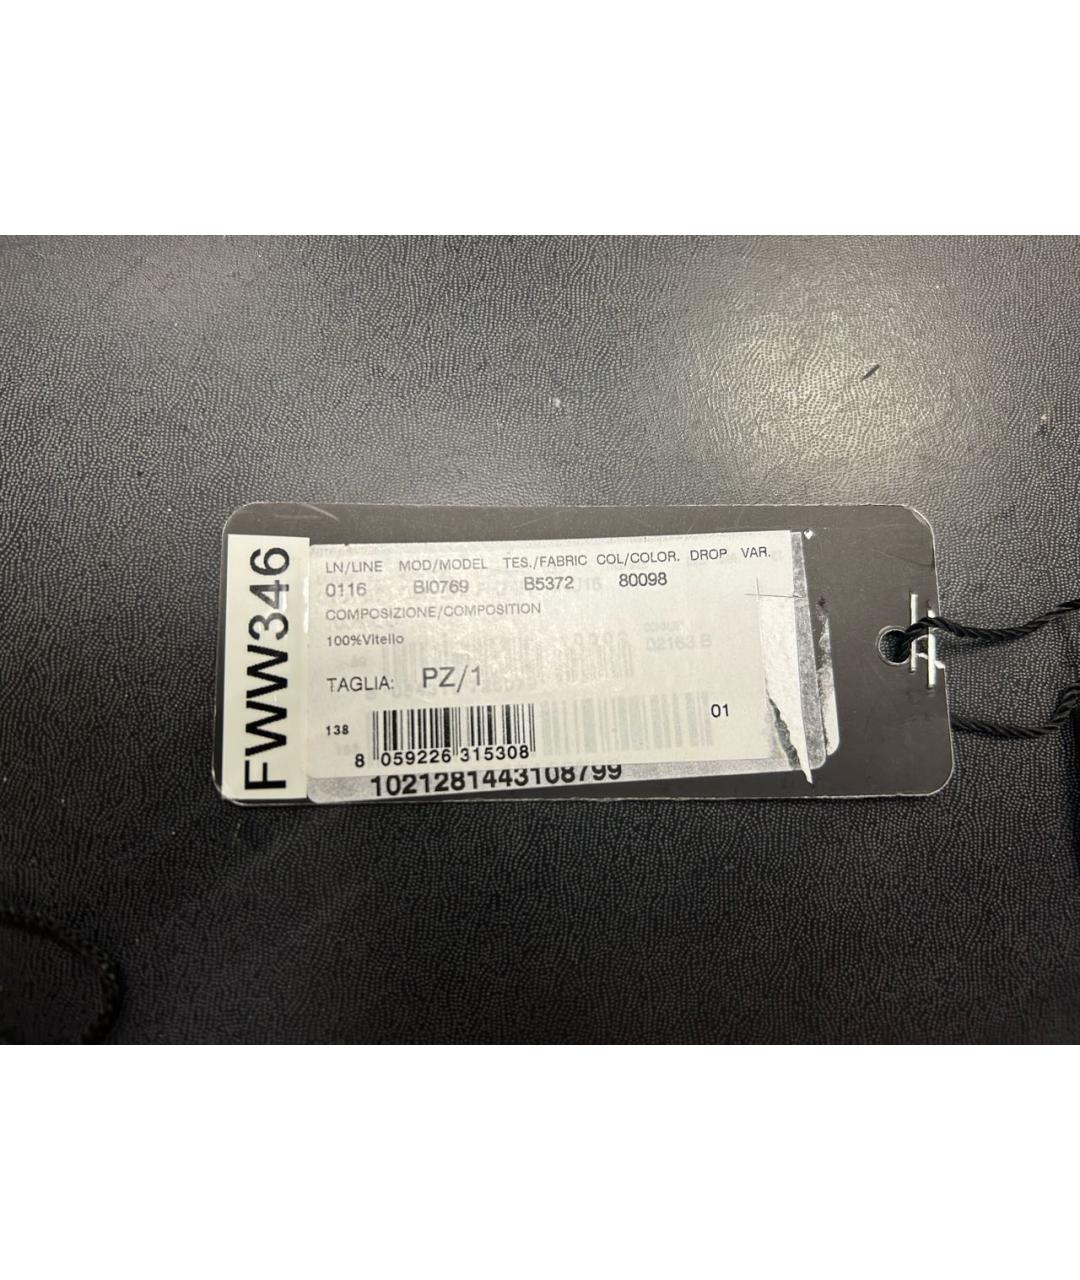 FWW346
LN/LINE MOD/MODEL TES./FABRIC COL/COLOR. DROP VAR.
0116 BI0769 B5372 80098
COMPOSIZIONE/COMPOSITION
100%Vitello
02163 B
TAGLIA: PZ/1
138
01
8 059226 315308
1021281443108799